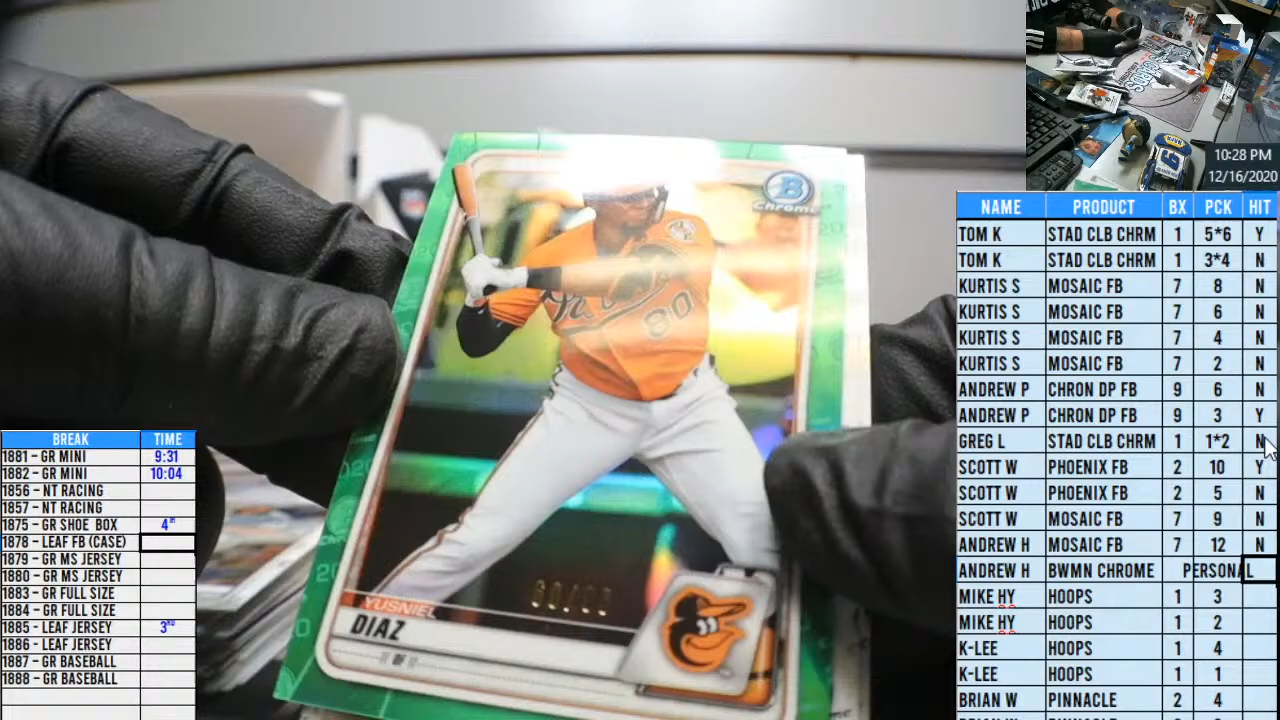 10:28 PM
12/16/2020
B
Chrome
80
YUSNIEL
DIAZ
OF
9
NAME PRODUCT BX PCK HIT
TOM K STAD CLB CHRM 1 5*6 Y
TOM K STAD CLB CHRM 1 3*4 N
KURTIS S MOSAIC FB 7 8 N
KURTIS S MOSAIC FB 7 6 N
KURTIS S MOSAIC FB 7 4 N
KURTIS S MOSAIC FB 7 2 N
ANDREW P CHRON DP FB 9 6 N
ANDREW P CHRON DP FB 9 3 Y
GREG L STAD CLB CHRM 1 1*2 N
SCOTT W PHOENIX FB 2 10 Y
SCOTT W PHOENIX FB 2 5 N
SCOTT W MOSAIC FB 7 9 N
ANDREW H MOSAIC FB 7 12 N
ANDREW H BWMN CHROME PERSONAL
MIKE HY HOOPS 1 3
MIKE HY HOOPS 1 2
K-LEE HOOPS 1 4
K-LEE HOOPS 1 1
BRIAN W PINNACLE 2 4
BREAK TIME
1881 – GR MINI 9:31
1882 – GR MINI 10:04
1856 – NT RACING
1857 – NT RACING
1875 – GR SHOE BOX 4TH
1878 – LEAF FB (CASE)
1879 – GR MS JERSEY
1880 – GR MS JERSEY
1883 – GR FULL SIZE
1884 – GR FULL SIZE
1885 – LEAF JERSEY 3RD
1886 – LEAF JERSEY
1887 – GR BASEBALL
1888 – GR BASEBALL